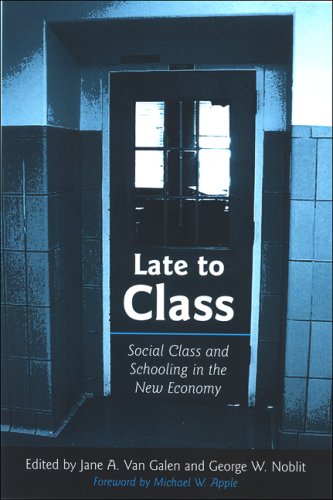 Late to
Class
Social Class and
Schooling in the
New Economy
Edited by Jane A. Van Galen and George W. Noblit
Foreword by Michael W. Apple